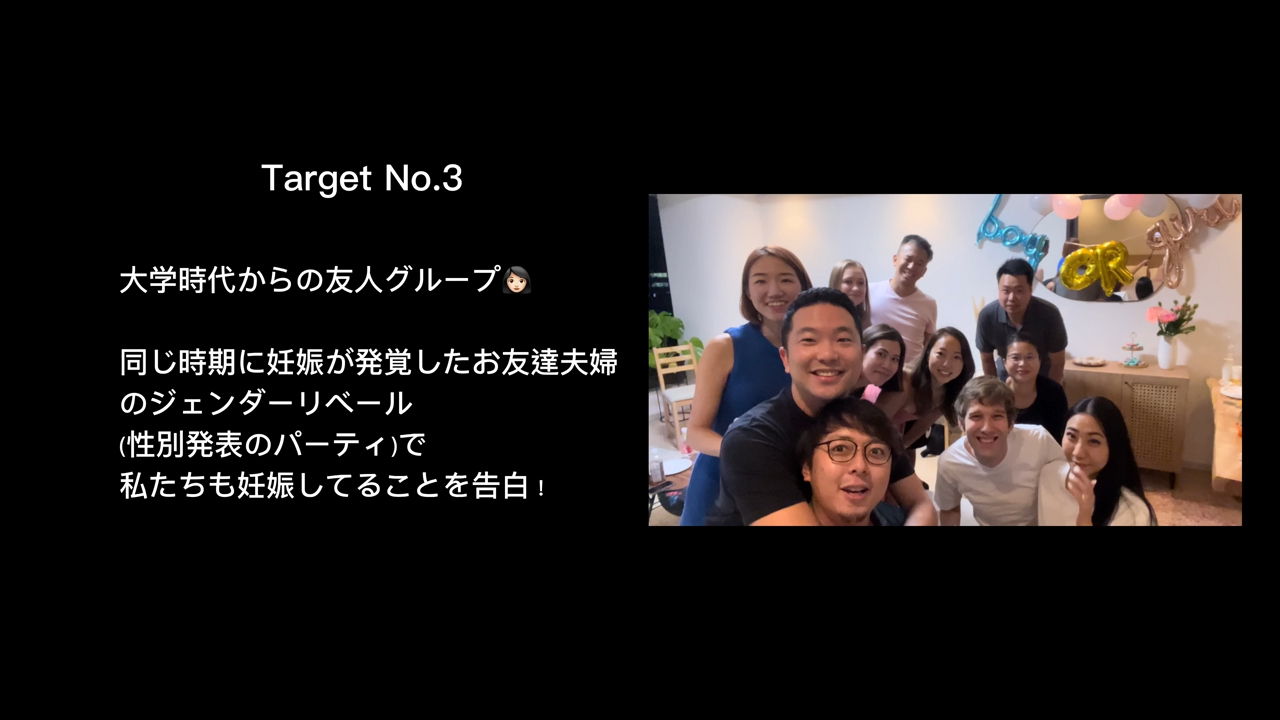 Target No.3
大学時代からの友人グループ👩🏻
同じ時期に妊娠が発覚したお友達夫婦
のジェンダーリベール
(性別発表のパーティ)で
私たちも妊娠してることを告白！
boy
OR
girl